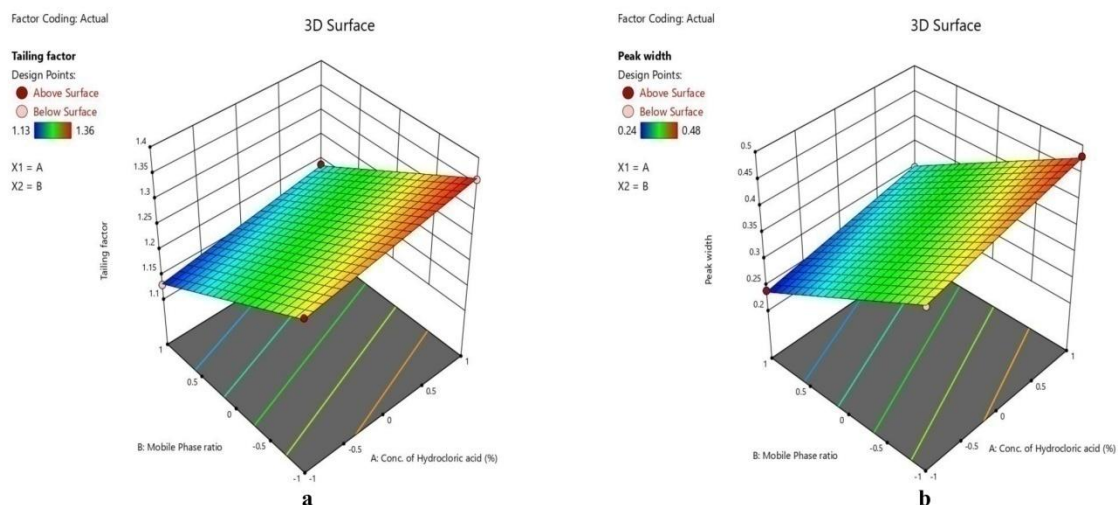 Factor Coding: Actual
3D Surface
Tailing factor
Design Points:
Above Surface
Below Surface
1.13 1.36
X1 = A
X2 = B
1.4
1.35
1.3
1.25
1.2
1.15
1.1
Tailing factor
1
0.5
0
-0.5
-1
B: Mobile Phase ratio
-1
-0.5
0
0.5
1
A: Conc. of Hydrocloric acid (%)
a
Factor Coding: Actual
3D Surface
Peak width
Design Points:
Above Surface
Below Surface
0.24 0.48
X1 = A
X2 = B
0.5
0.45
0.4
0.35
0.3
0.25
0.2
Peak width
1
0.5
0
-0.5
-1
B: Mobile Phase ratio
-1
-0.5
0
0.5
1
A: Conc. of Hydrocloric acid (%)
b